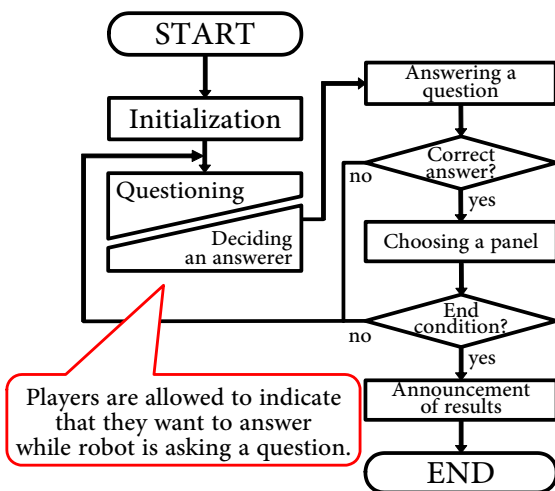 START
Initialization
Questioning
Deciding
an answerer
Players are allowed to indicate
that they want to answer
while robot is asking a question.
Answering a
question
Correct
answer?
no
yes
Choosing a panel
End
condition?
no
yes
Announcement
of results
END